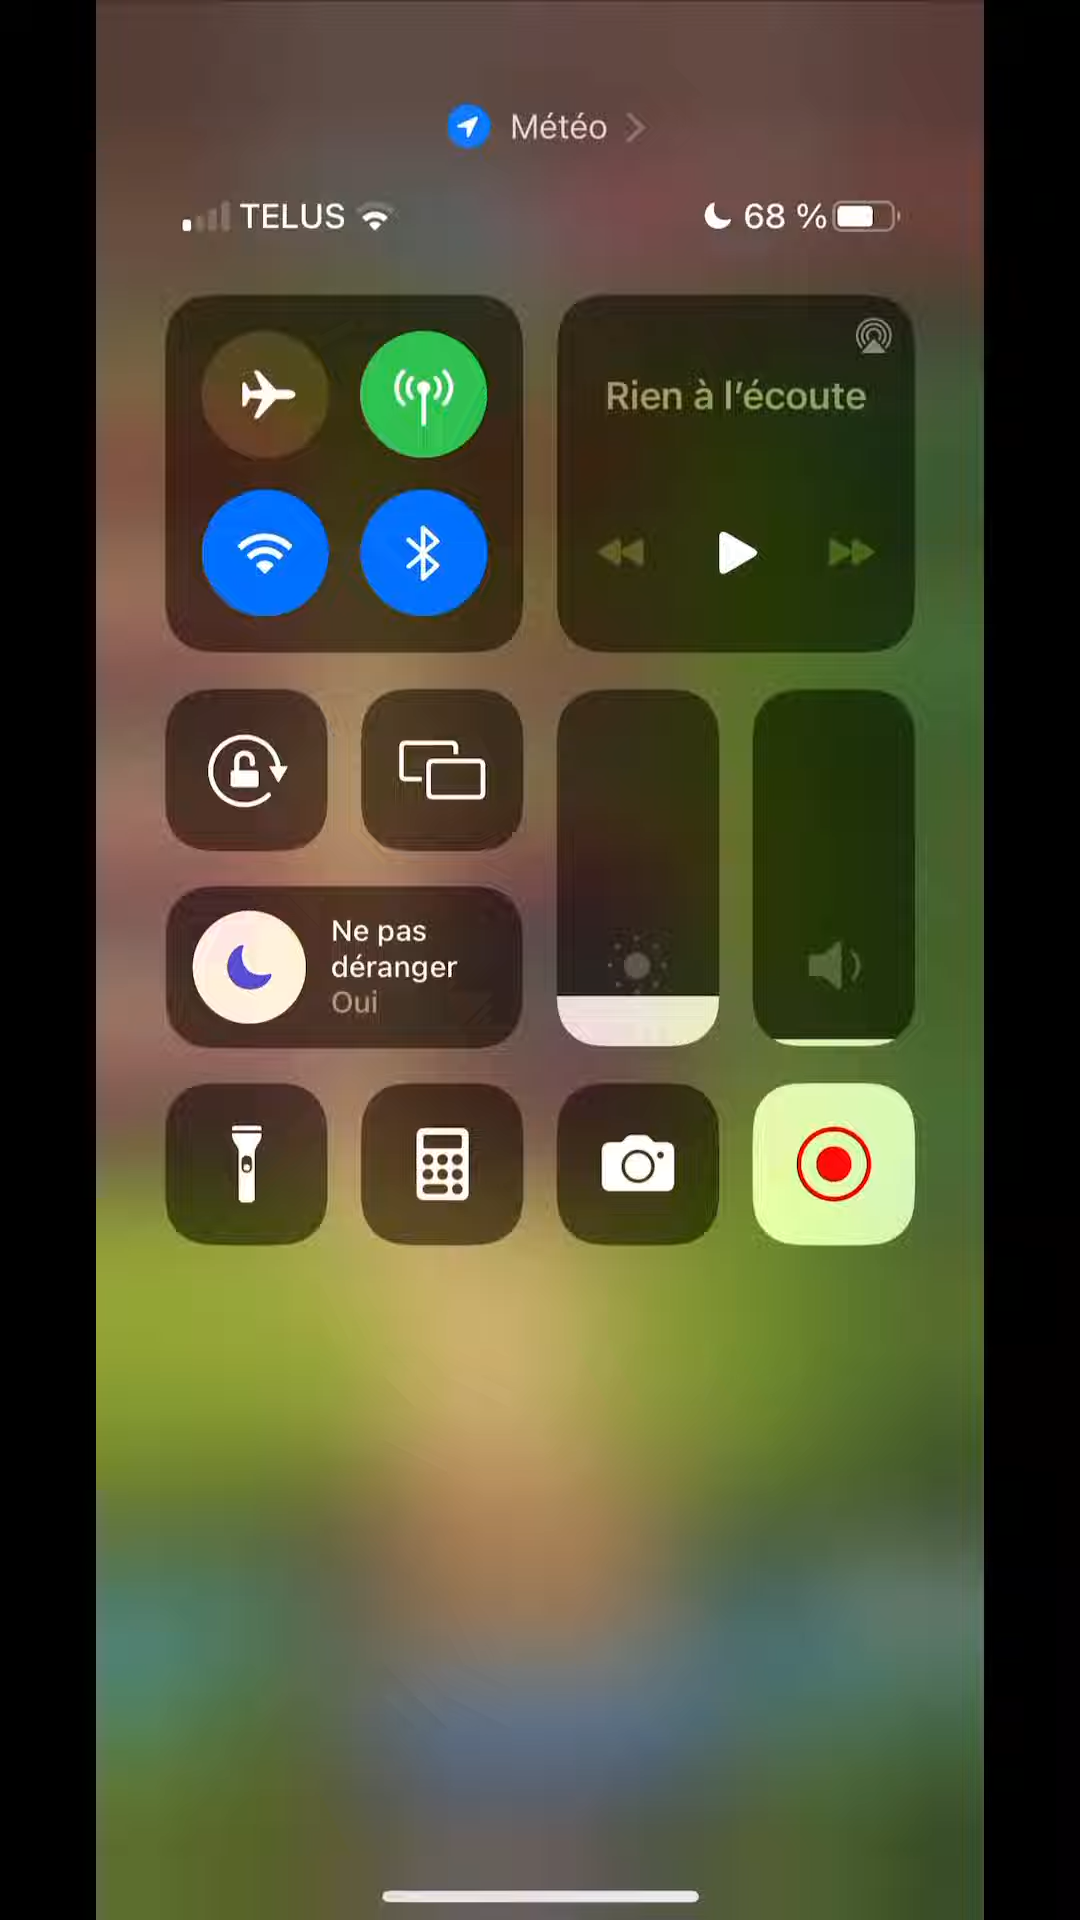 Météo
TELUS
68 %
Rien à l’écoute
Ne pas
déranger
Oui